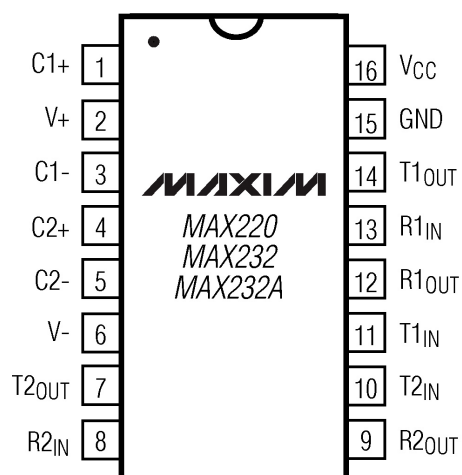 C1+ 1 16 VCC
V+ 2 15 GND
C1- 3 14 T1OUT
MAXIM
C2+ 4 MAX220 13 R1IN
MAX232
C2- 5 MAX232A 12 R1OUT
V- 6 11 T1IN
T2OUT 7 10 T2IN
R2IN 8 9 R2OUT